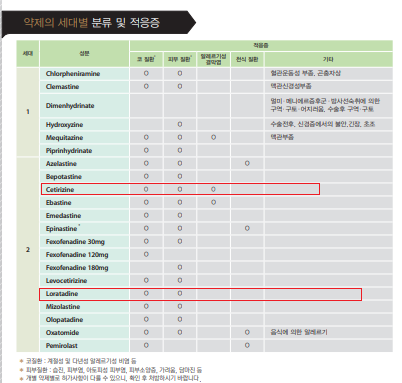 약제의 세대별 분류 및 적응증
세대 성분 적응증
코 질환* 피부 질환* 알레르기성 결막염 천식 질환 기타
1
Chlorpheniramine O O 혈관운동성 부종, 곤충자상
Clemastine O O 맥관신경성부종
Dimenhydrinate 멀미·메니에르증후군·방사선숙취에 의한
구역·구토·어지러움, 수술후 구역·구토
Hydroxyzine O 수술전후, 신경증에서의 불안,긴장, 초조
Mequitazine O O O 맥관부종
Piprinhydrinate O O
2
Azelastine O O O
Bepotastine O O
Cetirizine O O O
Ebastine O O O
Emedastine O O
Epinastine* O O O
Fexofenadine 30mg O O
Fexofenadine 120mg O
Fexofenadine 180mg O
Levocetirizine O O
Loratadine O O
Mizolastine O O
Olopatadine O O
Oxatomide O O O 음식에 의한 알레르기
Pemirolast O O
코질환 : 계절성 및 다년성 알레르기성 비염 등
피부질환 : 습진, 피부염, 아토피성 피부염, 피부소양증, 가려움, 담마진 등
개별 약제별로 허가사항이 다를 수 있으니, 확인 후 처방하시기 바랍니다.